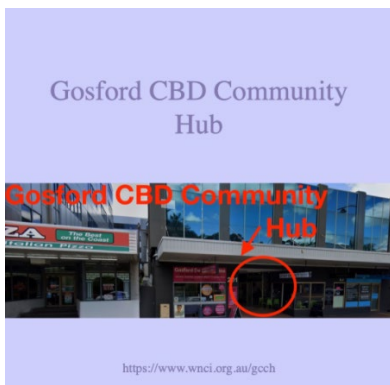 Gosford CBD Community
Hub
Gosford CBD Community
Hub
ZA
The Best
on the Coast
Italian Pizza
https://www.wnci.org.au/gcch